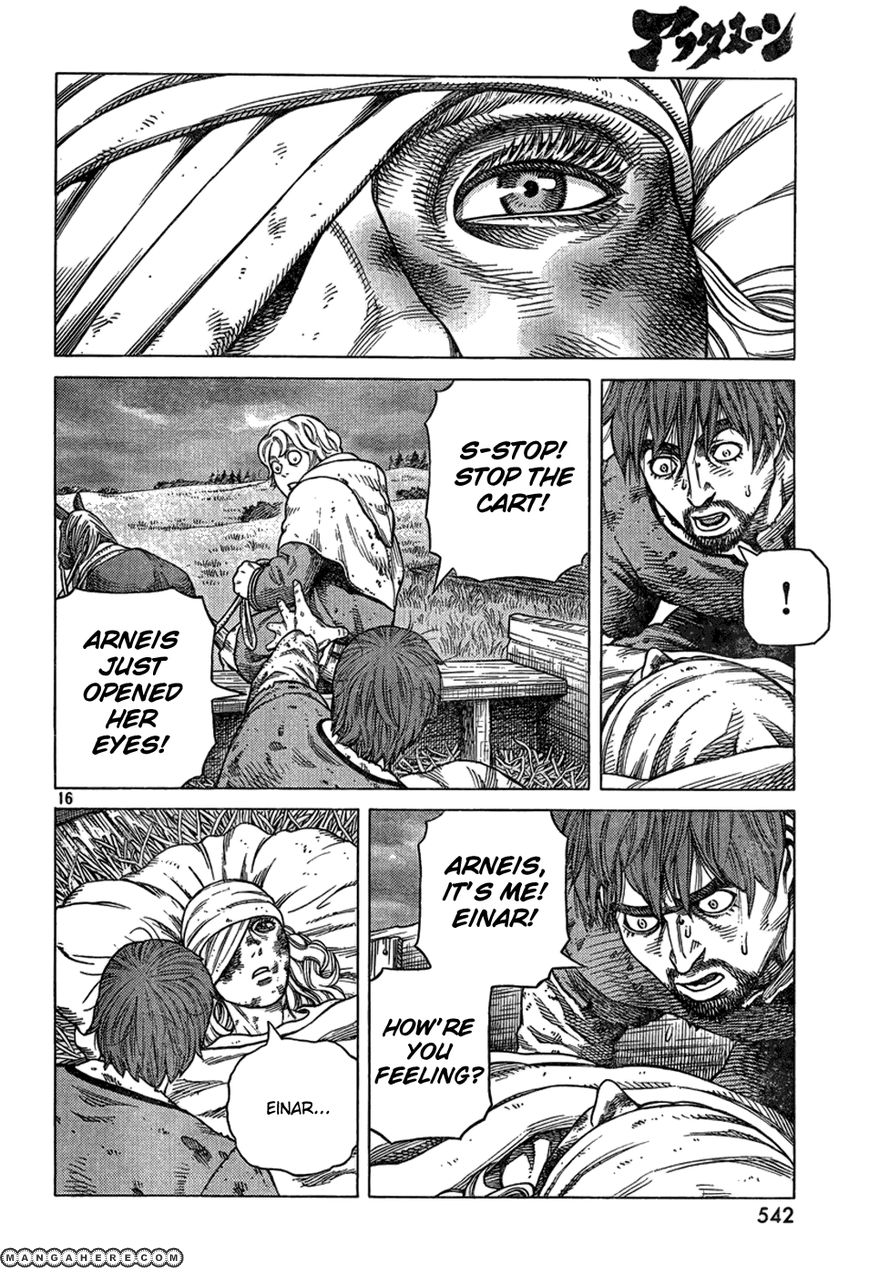 アフタヌーン
!
S-STOP!
STOP THE
CART!
ARNEIS
JUST
OPENED
HER
EYES!
16
ARNEIS,
IT'S ME!
EINAR!
HOW'RE
YOU
FEELING?
EINAR...
542
MANGAHERE.COM